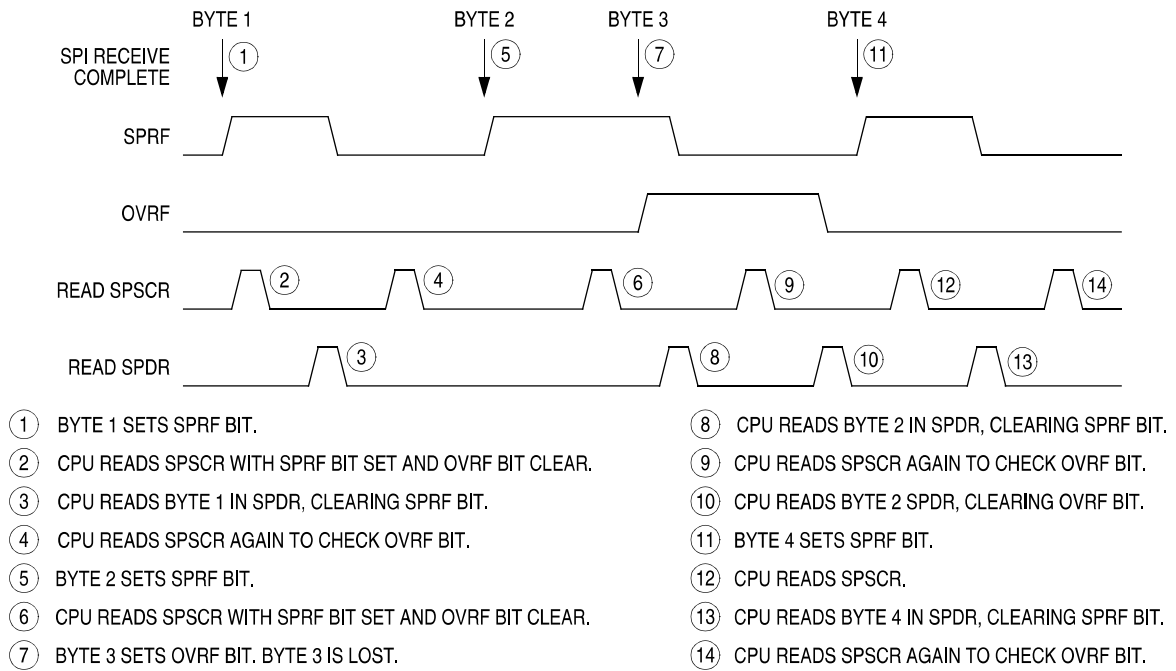 BYTE 1 BYTE 2 BYTE 3 BYTE 4
SPI RECEIVE
COMPLETE
1 5 7 11
SPRF
OVRF
READ SPSCR
2 4 6 9 12 14
READ SPDR
3 8 10 13
1 BYTE 1 SETS SPRF BIT.
2 CPU READS SPSCR WITH SPRF BIT SET AND OVRF BIT CLEAR.
3 CPU READS BYTE 1 IN SPDR, CLEARING SPRF BIT.
4 CPU READS SPSCR AGAIN TO CHECK OVRF BIT.
5 BYTE 2 SETS SPRF BIT.
6 CPU READS SPSCR WITH SPRF BIT SET AND OVRF BIT CLEAR.
7 BYTE 3 SETS OVRF BIT. BYTE 3 IS LOST.
8 CPU READS BYTE 2 IN SPDR, CLEARING SPRF BIT.
9 CPU READS SPSCR AGAIN TO CHECK OVRF BIT.
10 CPU READS BYTE 2 SPDR, CLEARING OVRF BIT.
11 BYTE 4 SETS SPRF BIT.
12 CPU READS SPSCR.
13 CPU READS BYTE 4 IN SPDR, CLEARING SPRF BIT.
14 CPU READS SPSCR AGAIN TO CHECK OVRF BIT.